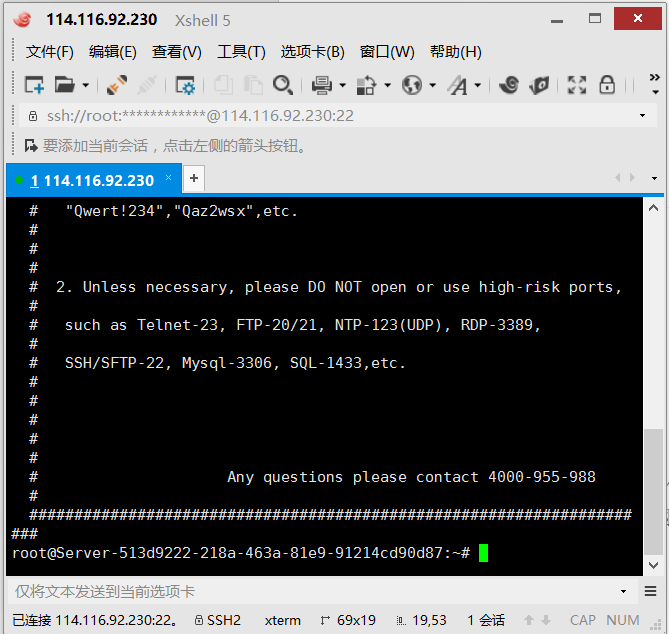 114.116.92.230 Xshell 5
文件(F) 编辑(E) 查看(V) 工具(T) 选项卡(B) 窗口(W) 帮助(H)
ssh://root:************@114.116.92.230:22
要添加当前会话，点击左侧的箭头按钮。
1 114.116.92.230 × +
# "Qwert!234","Qaz2wsx",etc.
#
#
#
# 2. Unless necessary, please DO NOT open or use high-risk ports,
#
# such as Telnet-23, FTP-20/21, NTP-123(UDP), RDP-3389,
#
# SSH/SFTP-22, Mysql-3306, SQL-1433,etc.
#
#
#
#
#
# Any questions please contact 4000-955-988
#
###################################################################
###
root@Server-513d9222-218a-463a-81e9-91214cd90d87:~#
仅将文本发送到当前选项卡
已连接 114.116.92.230:22。 SSH2 xterm 69x19 19,53 1 会话 CAP NUM